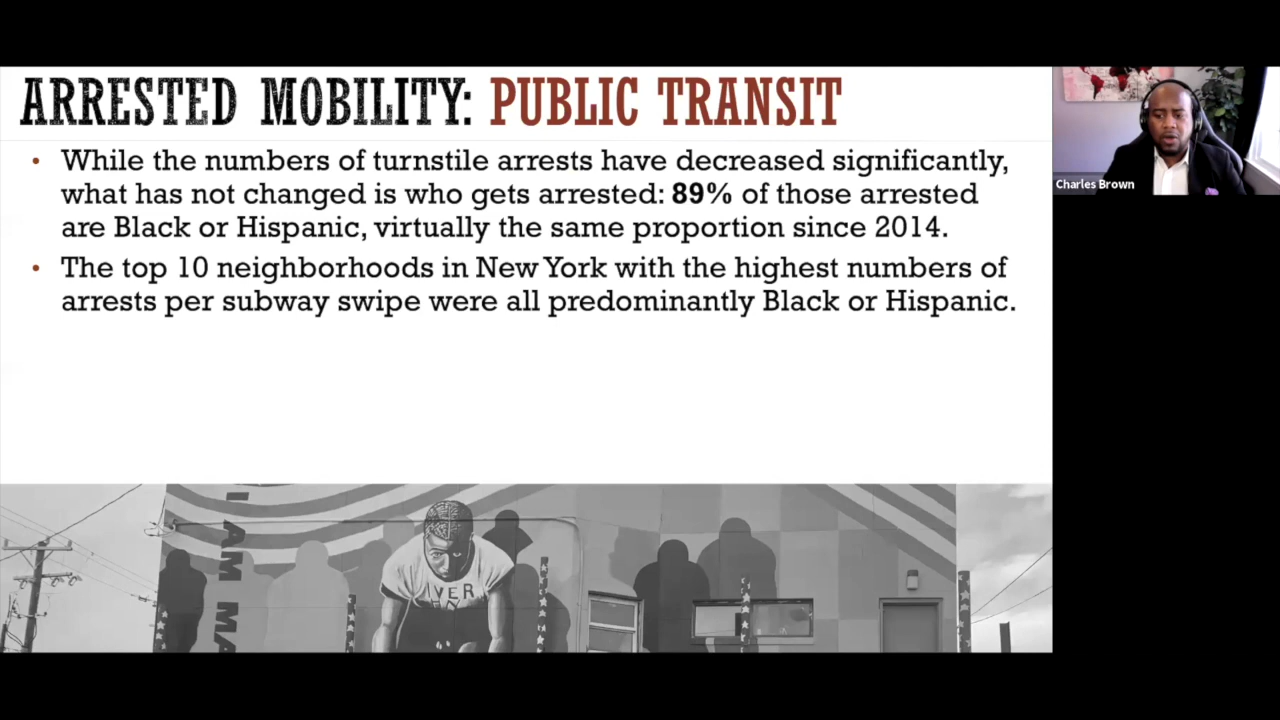 ARRESTED MOBILITY: PUBLIC TRANSIT
• While the numbers of turnstile arrests have decreased significantly,
what has not changed is who gets arrested: 89% of those arrested
are Black or Hispanic, virtually the same proportion since 2014.
• The top 10 neighborhoods in New York with the highest numbers of
arrests per subway swipe were all predominantly Black or Hispanic.
Charles Brown
I AM MA